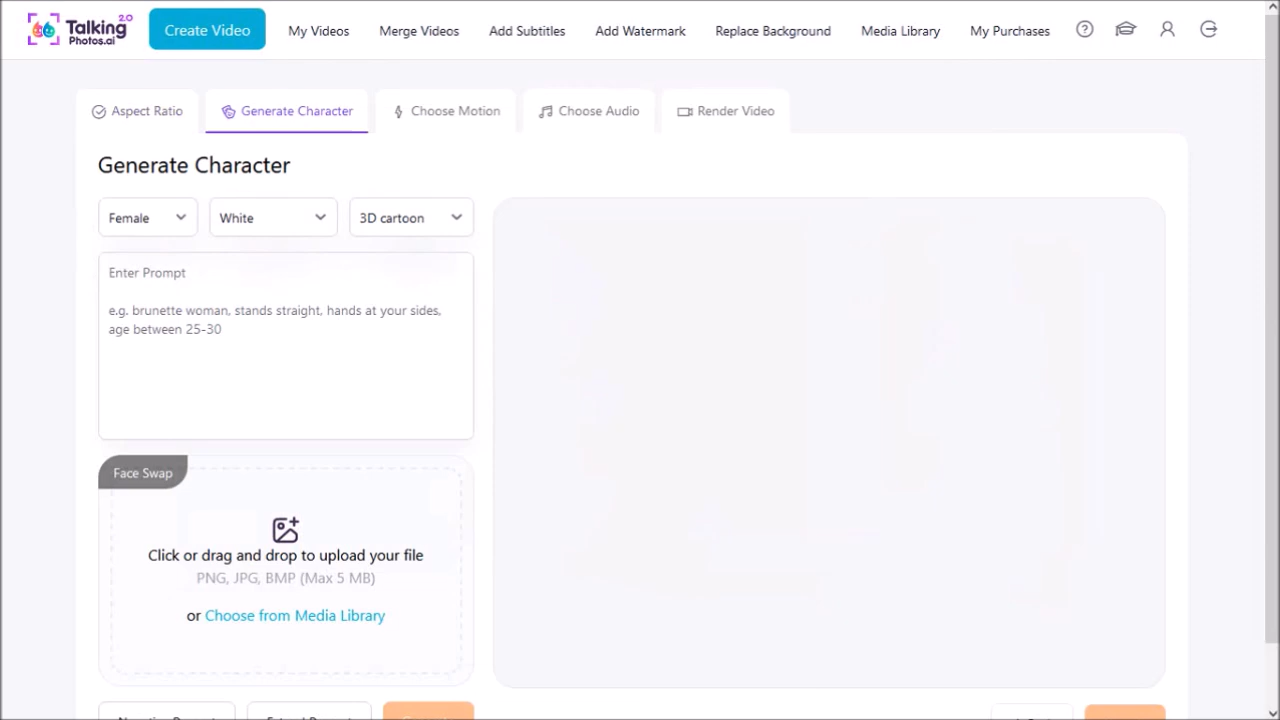 Talking 2.0
Photos.ai
Create Video
My Videos
Merge Videos
Add Subtitles
Add Watermark
Replace Background
Media Library
My Purchases
Aspect Ratio
Generate Character
Choose Motion
Choose Audio
Render Video
Generate Character
Female
White
3D cartoon
Enter Prompt
e.g. brunette woman, stands straight, hands at your sides,
age between 25-30
Face Swap
Click or drag and drop to upload your file
PNG, JPG, BMP (Max 5 MB)
or Choose from Media Library